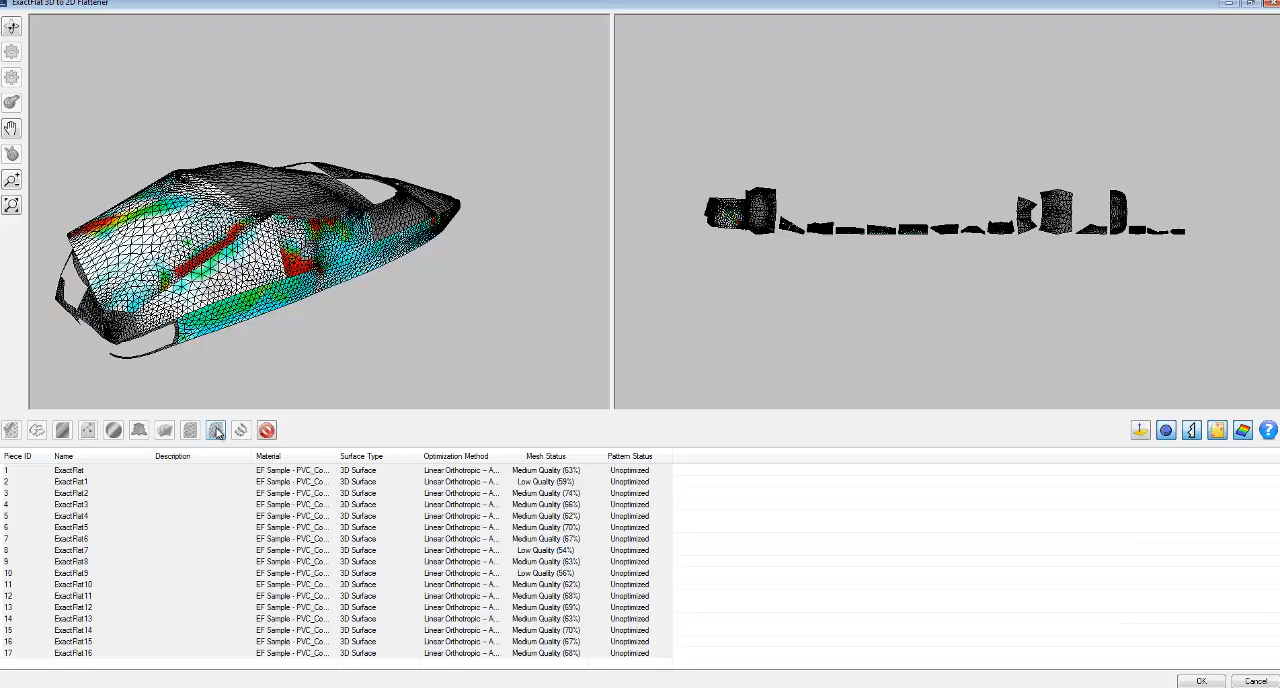 ExactFlat 3D to 2D Flattener
Piece ID Name Description Material Surface Type Optimization Method Mesh Status Pattern Status
1 ExactFlat EF Sample - PVC_Co... 3D Surface Linear Orthotropic -- A... Medium Quality (63%) Unoptimized
2 ExactFlat1 EF Sample - PVC_Co... 3D Surface Linear Orthotropic -- A... Low Quality (59%) Unoptimized
3 ExactFlat2 EF Sample - PVC_Co... 3D Surface Linear Orthotropic -- A... Medium Quality (74%) Unoptimized
4 ExactFlat3 EF Sample - PVC_Co... 3D Surface Linear Orthotropic -- A... Medium Quality (66%) Unoptimized
5 ExactFlat4 EF Sample - PVC_Co... 3D Surface Linear Orthotropic -- A... Medium Quality (62%) Unoptimized
6 ExactFlat5 EF Sample - PVC_Co... 3D Surface Linear Orthotropic -- A... Medium Quality (70%) Unoptimized
7 ExactFlat6 EF Sample - PVC_Co... 3D Surface Linear Orthotropic -- A... Medium Quality (67%) Unoptimized
8 ExactFlat7 EF Sample - PVC_Co... 3D Surface Linear Orthotropic -- A... Low Quality (54%) Unoptimized
9 ExactFlat8 EF Sample - PVC_Co... 3D Surface Linear Orthotropic -- A... Medium Quality (63%) Unoptimized
10 ExactFlat9 EF Sample - PVC_Co... 3D Surface Linear Orthotropic -- A... Low Quality (56%) Unoptimized
11 ExactFlat10 EF Sample - PVC_Co... 3D Surface Linear Orthotropic -- A... Medium Quality (62%) Unoptimized
12 ExactFlat11 EF Sample - PVC_Co... 3D Surface Linear Orthotropic -- A... Medium Quality (68%) Unoptimized
13 ExactFlat12 EF Sample - PVC_Co... 3D Surface Linear Orthotropic -- A... Medium Quality (69%) Unoptimized
14 ExactFlat13 EF Sample - PVC_Co... 3D Surface Linear Orthotropic -- A... Medium Quality (63%) Unoptimized
15 ExactFlat14 EF Sample - PVC_Co... 3D Surface Linear Orthotropic -- A... Medium Quality (70%) Unoptimized
16 ExactFlat15 EF Sample - PVC_Co... 3D Surface Linear Orthotropic -- A... Medium Quality (67%) Unoptimized
17 ExactFlat16 EF Sample - PVC_Co... 3D Surface Linear Orthotropic -- A... Medium Quality (68%) Unoptimized
OK Cancel